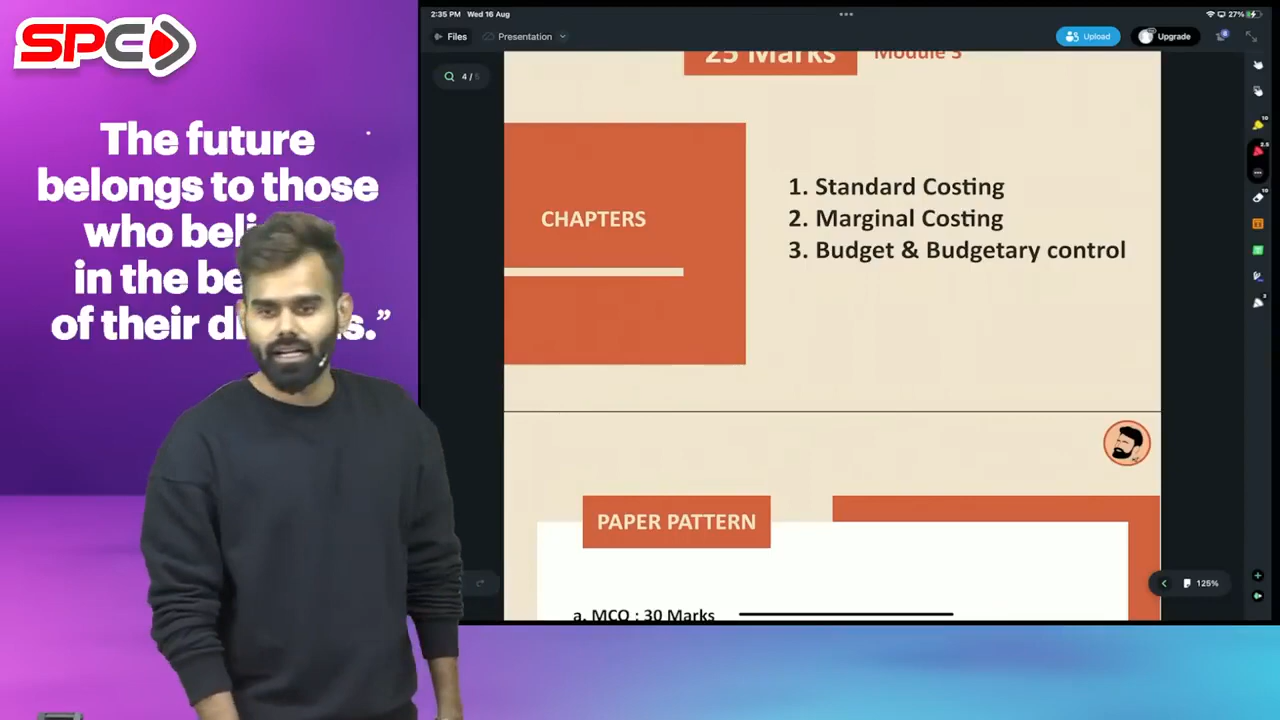 SPE
The future
belongs to those
who beli
in the be
of their d s.”
2:35 PM Wed 16 Aug
27%
Files
Presentation
Upload
Upgrade
4 / 5
25 Marks
Module 3
CHAPTERS
1. Standard Costing
2. Marginal Costing
3. Budget & Budgetary control
PAPER PATTERN
a. MCQ : 30 Marks
125%